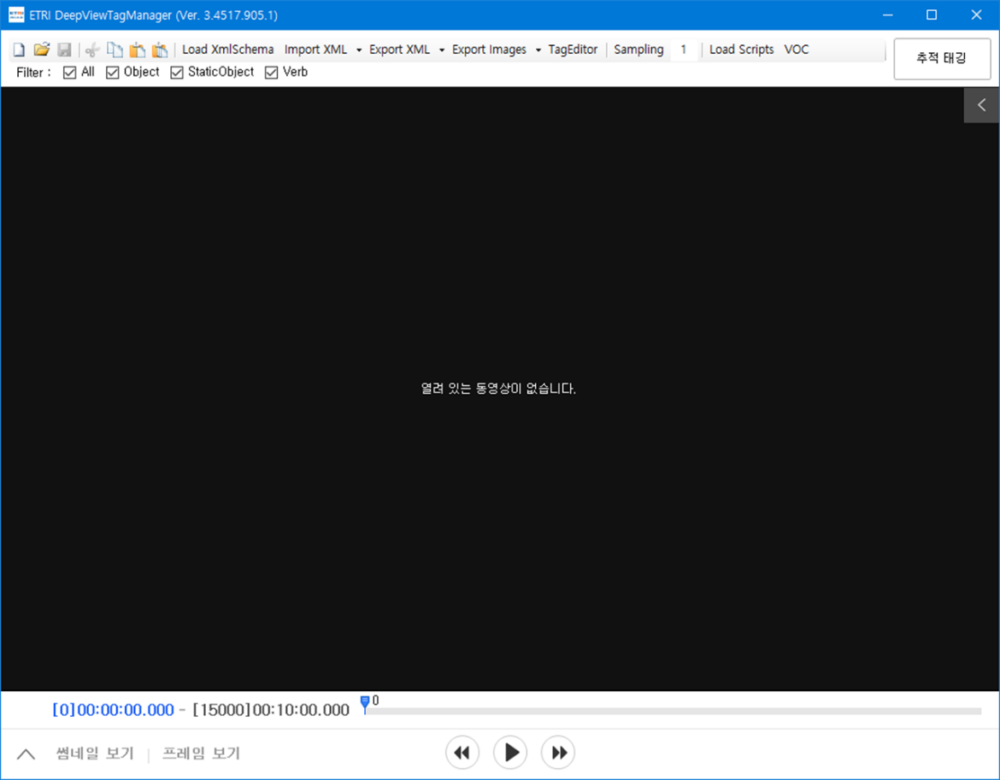 ETRI DeepViewTagManager (Ver. 3.4517.905.1)
Load XmlSchema Import XML Export XML Export Images TagEditor Sampling 1 Load Scripts VOC
추적 태깅
Filter : All Object StaticObject Verb
열려 있는 동영상이 없습니다.
[0]00:00:00.000 - [15000]00:10:00.000 0
썸네일 보기 | 프레임 보기